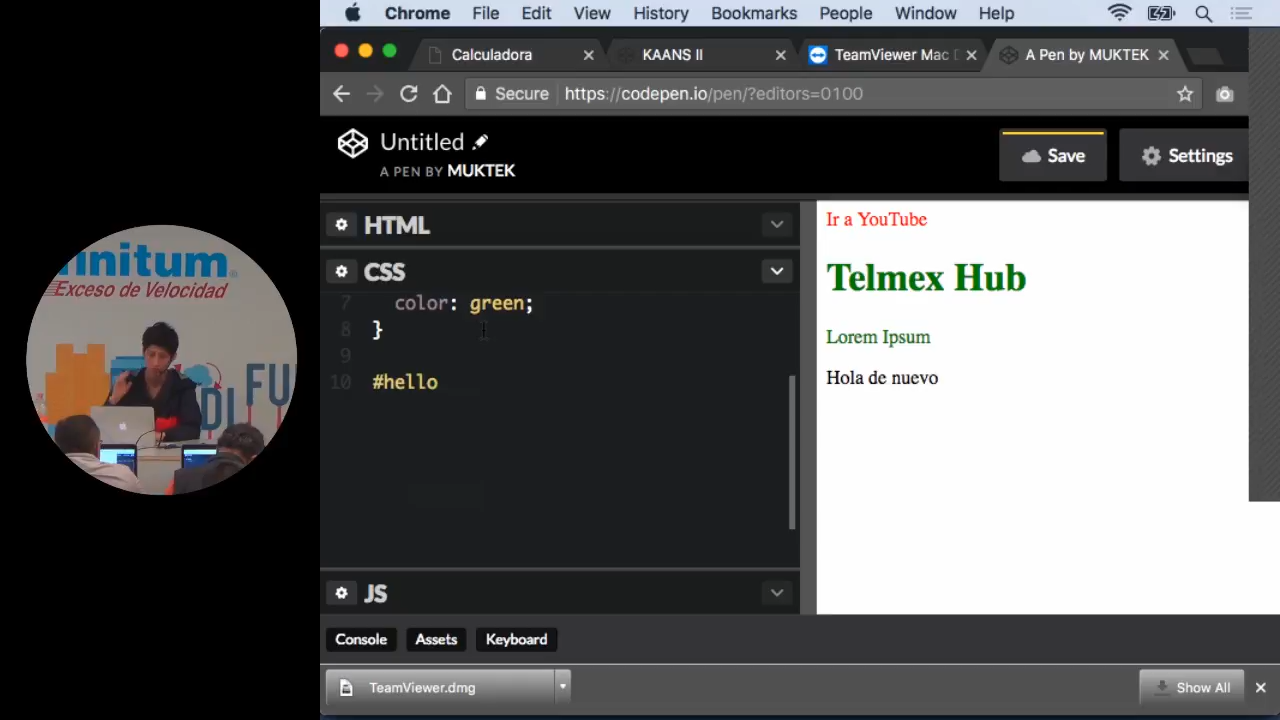 Chrome File Edit View History Bookmarks People Window Help
Calculadora
KAANS II
TeamViewer Mac
A Pen by MUKTEK
Secure
https://codepen.io/pen/?editors=0100
Untitled
A PEN BY MUKTEK
Save
Settings
HTML
CSS
7 color: green;
8 }
9
10 #hello
JS
Console
Assets
Keyboard
TeamViewer.dmg
Show All
Ir a YouTube
Telmex Hub
Lorem Ipsum
Hola de nuevo
Exceso de Velocidad